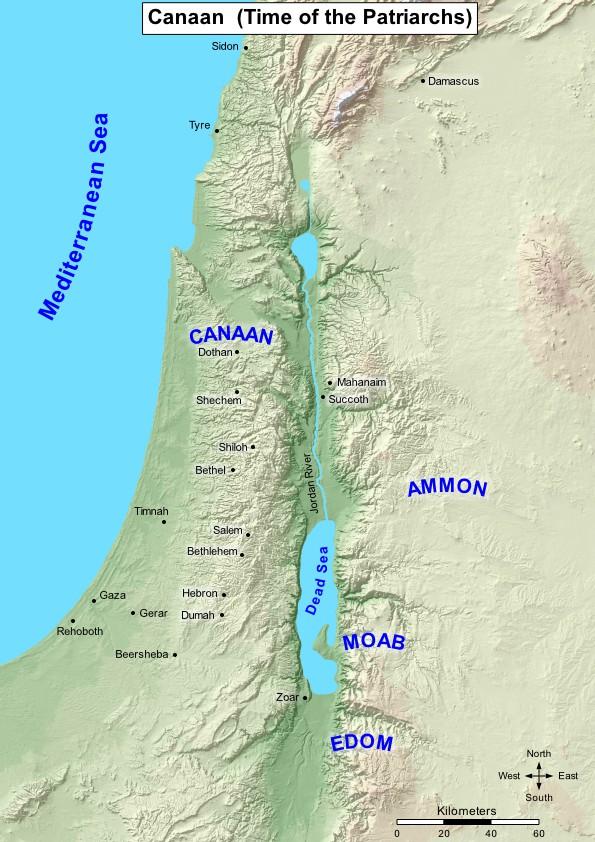 Canaan (Time of the Patriarchs)
Sidon
Damascus
Tyre
Mediterranean Sea
CANAAN
Dothan
Mahanaim
Shechem
Succoth
Shiloh
Bethel
Jordan River
AMMON
Timnah
Salem
Bethlehem
Dead Sea
Hebron
Gaza
Gerar
Dumah
Rehoboth
MOAB
Beersheba
Zoar
EDOM
North
West
East
South
Kilometers
0 20 40 60